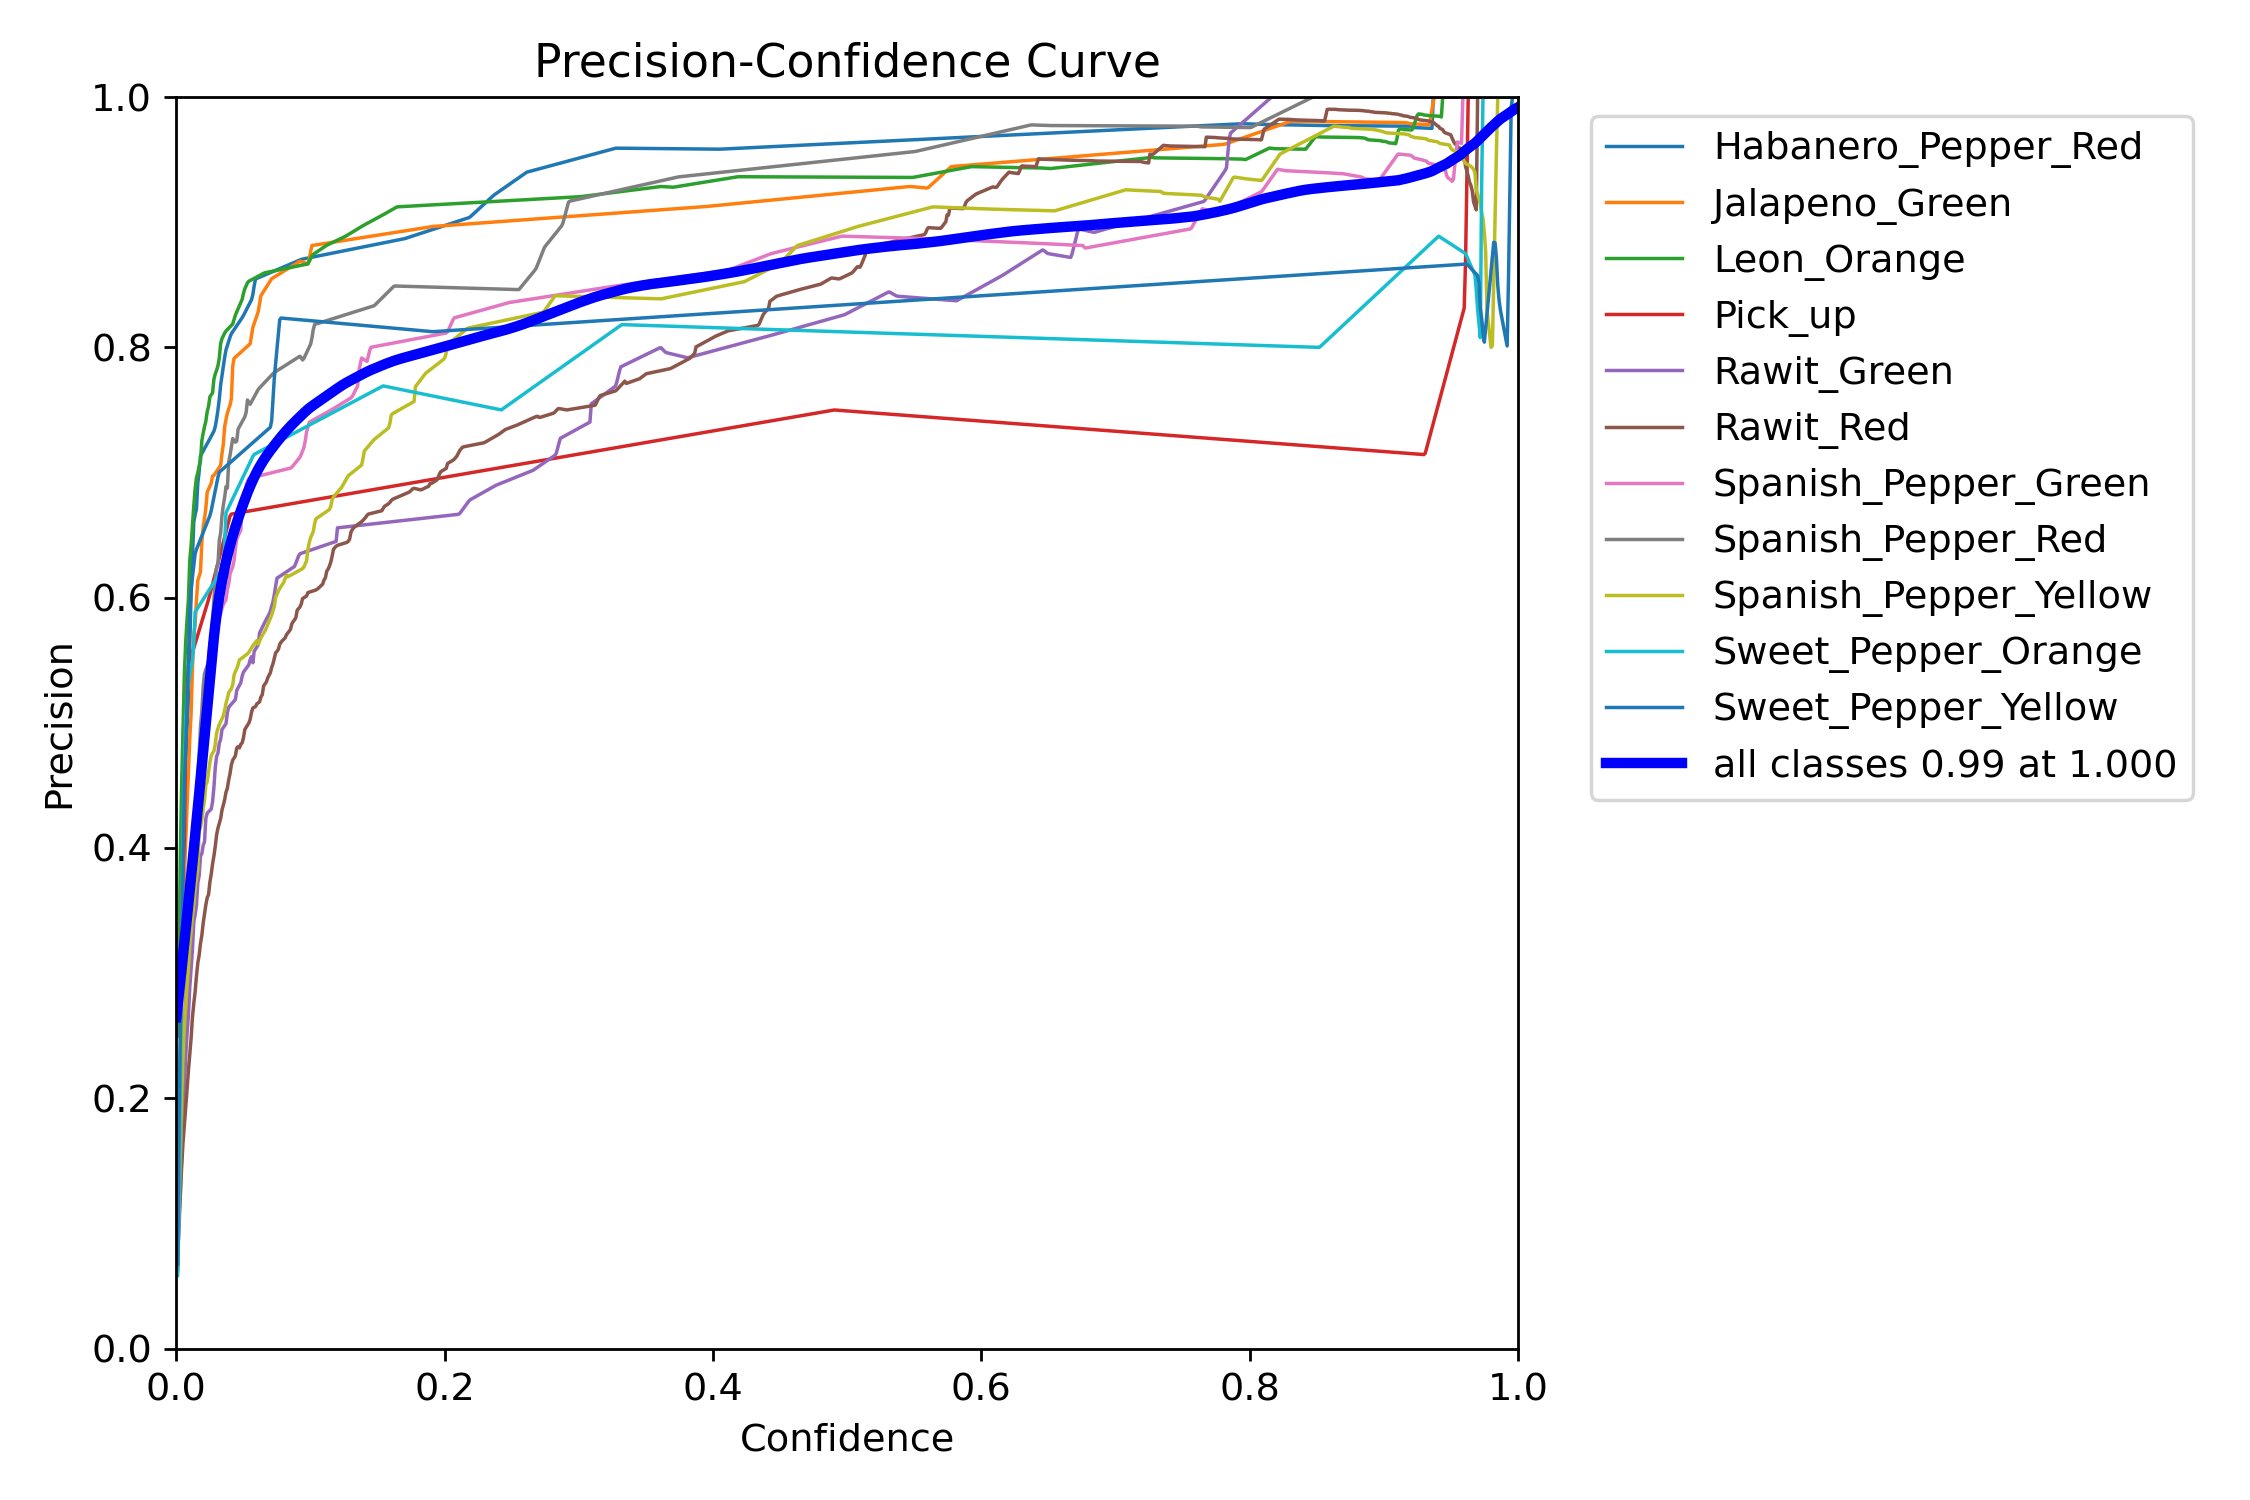 Precision-Confidence Curve
1.0
0.8
0.6
0.4
0.2
0.0
Precision
0.0 0.2 0.4 0.6 0.8 1.0
Confidence
Habanero_Pepper_Red
Jalapeno_Green
Leon_Orange
Pick_up
Rawit_Green
Rawit_Red
Spanish_Pepper_Green
Spanish_Pepper_Red
Spanish_Pepper_Yellow
Sweet_Pepper_Orange
Sweet_Pepper_Yellow
all classes 0.99 at 1.000